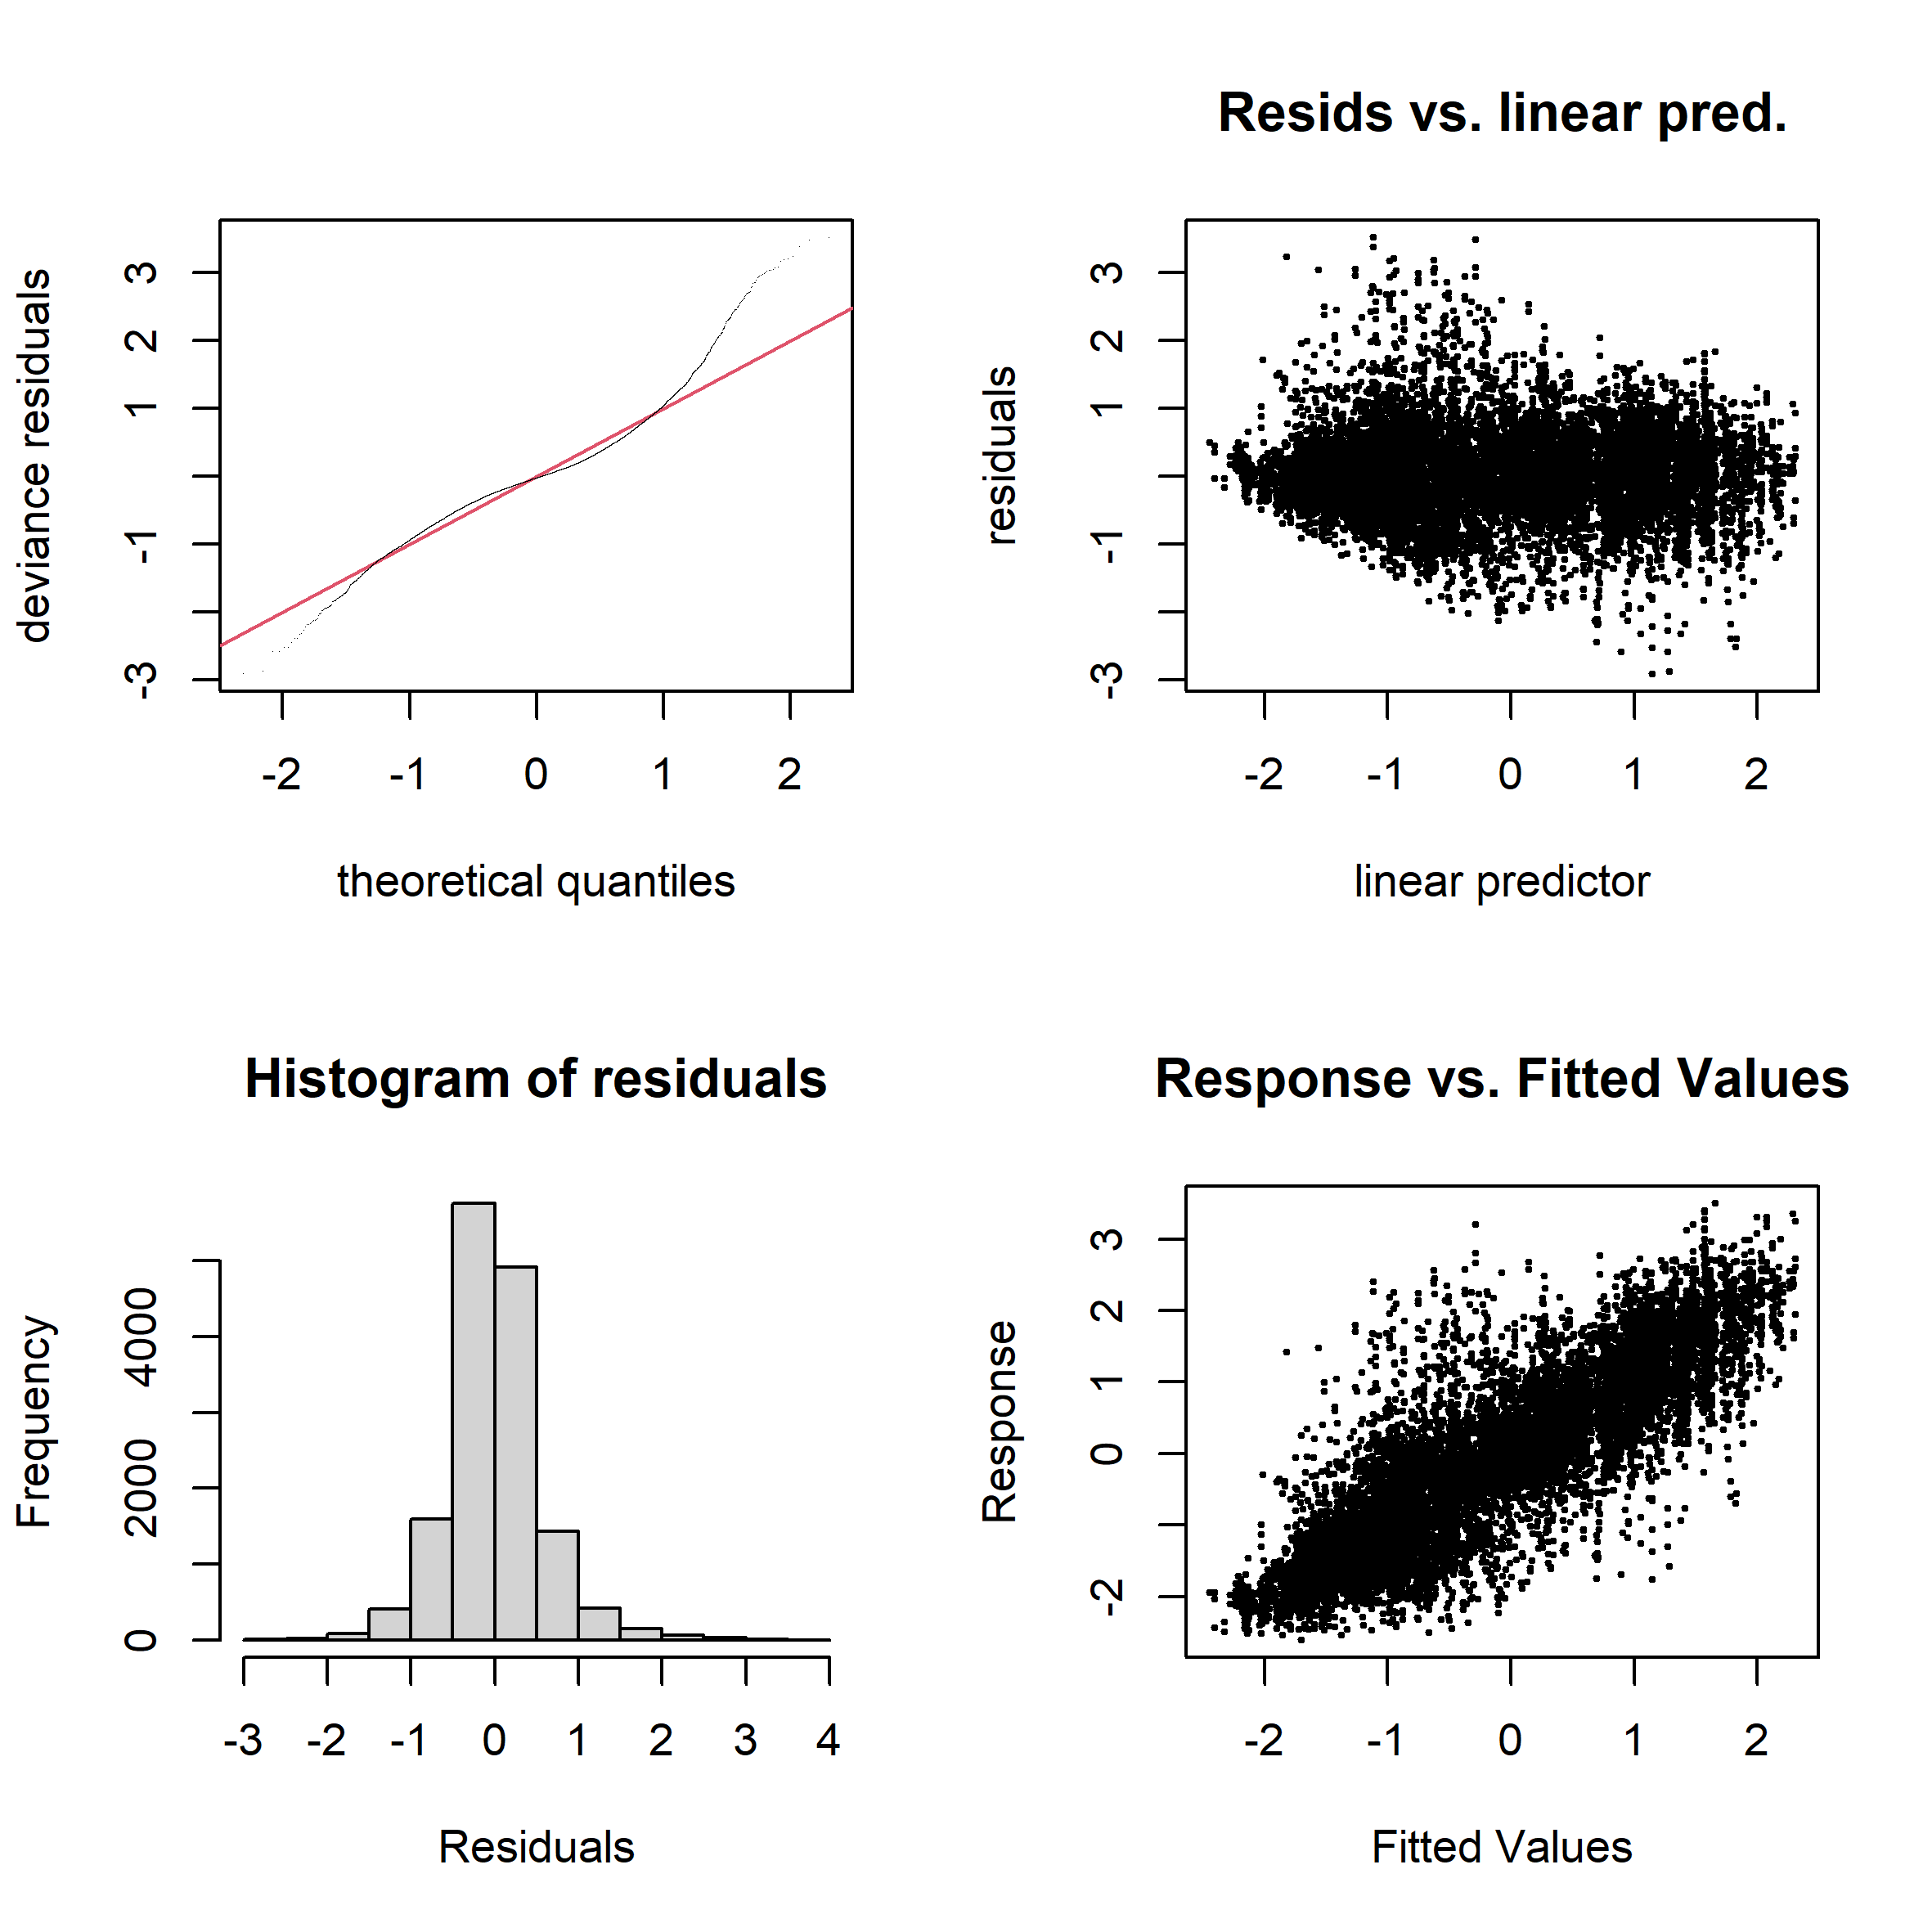 deviance residuals
3
2
1
-1
-3
-2 -1 0 1 2
theoretical quantiles
Resids vs. linear pred.
residuals
3
2
1
-1
-3
-2 -1 0 1 2
linear predictor
Histogram of residuals
Frequency
4000
2000
0
-3 -2 -1 0 1 2 3 4
Residuals
Response vs. Fitted Values
Response
3
2
1
0
-2
-2 -1 0 1 2
Fitted Values